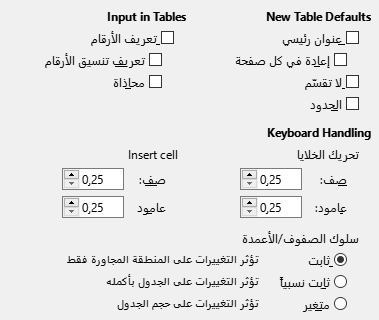 New Table Defaults
عنوان رئيسي
إعادة في كل صفحة
لا تقسّم
الحدود
Input in Tables
تعريف الأرقام
تعريف تنسيق الأرقام
محاذاة
Keyboard Handling
تحريك الخلايا
صف: 0,25
عامود: 0,25
Insert cell
صف: 0,25
عامود 0,25
سلوك الصفوف/الأعمدة
ثابت تؤثر التغييرات على المنطقة المجاورة فقط
ثابت نسبياً تؤثر التغييرات على الجدول بأكمله
متغير تؤثر التغييرات على حجم الجدول